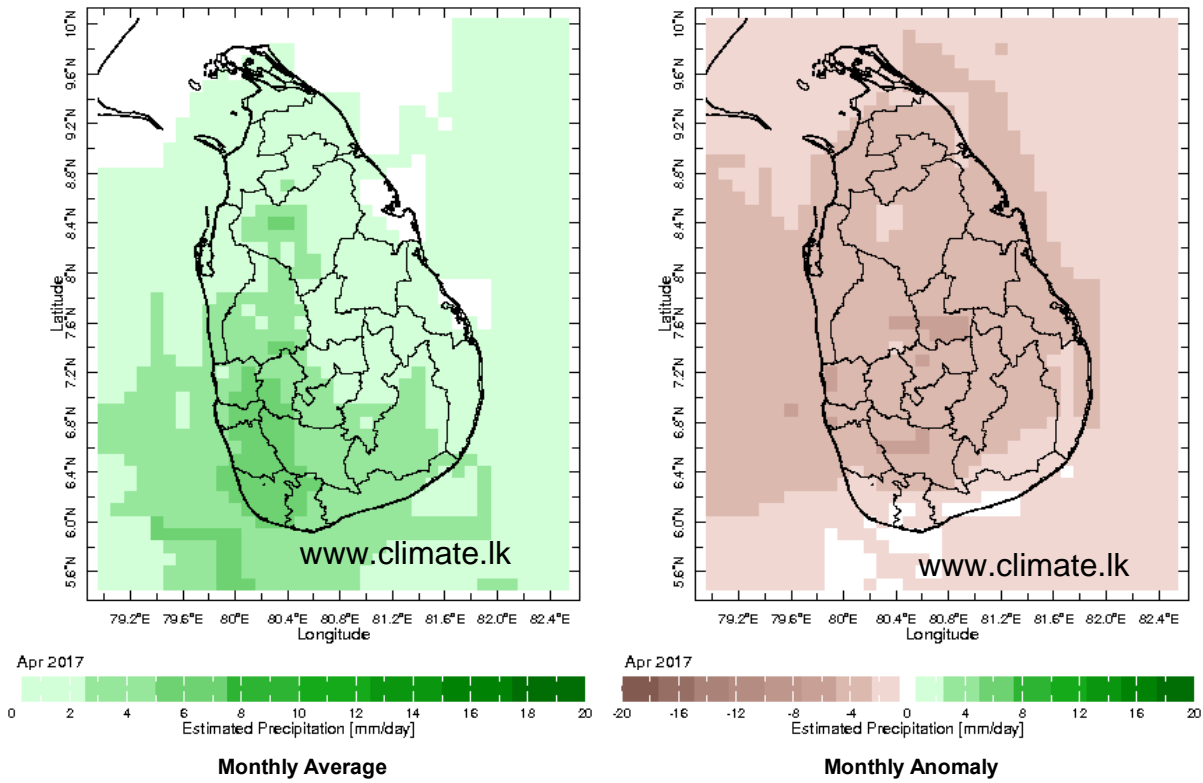 10°N
9.6°N
9.2°N
8.8°N
8.4°N
8°N
7.6°N
7.2°N
6.8°N
6.4°N
6.0°N
5.6°N
Latitude
www.climate.lk
79.2°E 79.6°E 80°E 80.4°E 80.8°E 81.2°E 81.6°E 82.0°E 82.4°E
Longitude
Apr 2017
0 2 4 6 8 10 12 14 16 18 20
Estimated Precipitation [mm/day]
Monthly Average
10°N
9.6°N
9.2°N
8.8°N
8.4°N
8°N
7.6°N
7.2°N
6.8°N
6.4°N
6.0°N
5.6°N
Latitude
www.climate.lk
79.2°E 79.6°E 80°E 80.4°E 80.8°E 81.2°E 81.6°E 82.0°E 82.4°E
Longitude
Apr 2017
-20 -16 -12 -8 -4 0 4 8 12 16 20
Estimated Precipitation [mm/day]
Monthly Anomaly